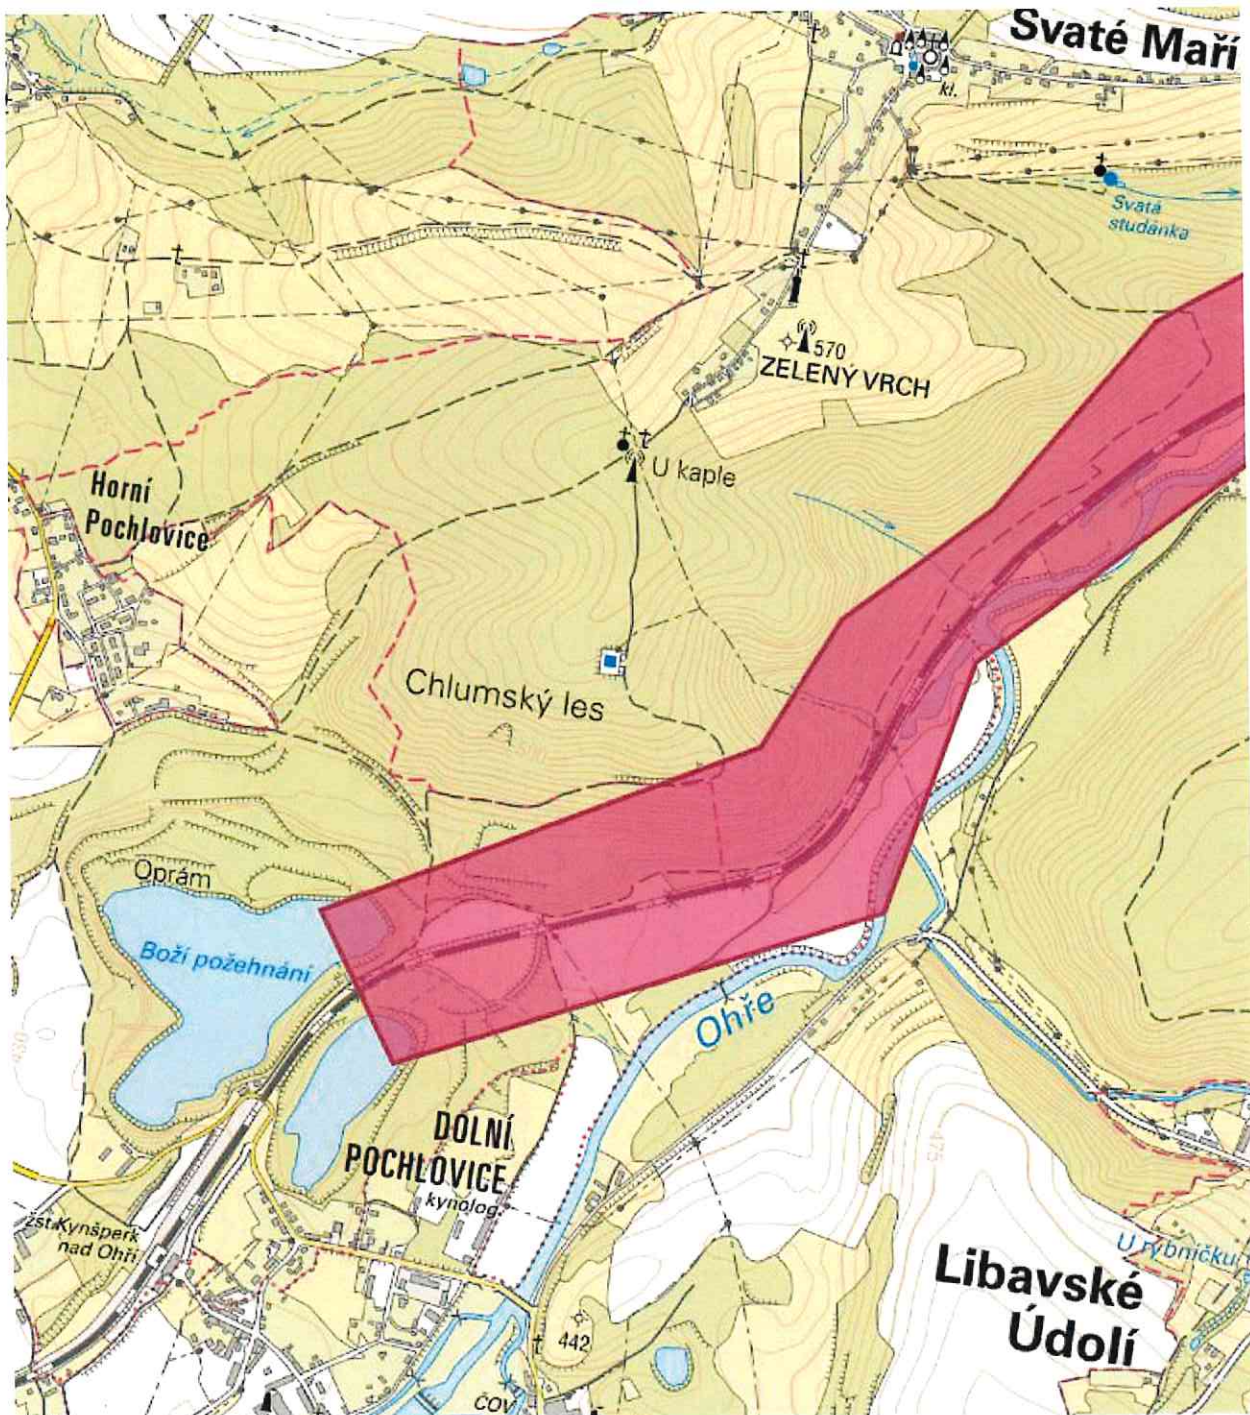 Svaté Maří
kl.
Svatá
studánka
570
ZELENÝ VRCH
U kaple
Horní
Pochlovice
Chlumský les
Oprám
Boží požehnání
Ohře
430
475
DOLNÍ
POCHLOVICE
kynolog.
žst.Kynšperk
nad Ohří
U rybníčku
Libavské
Údolí
442
ČOV